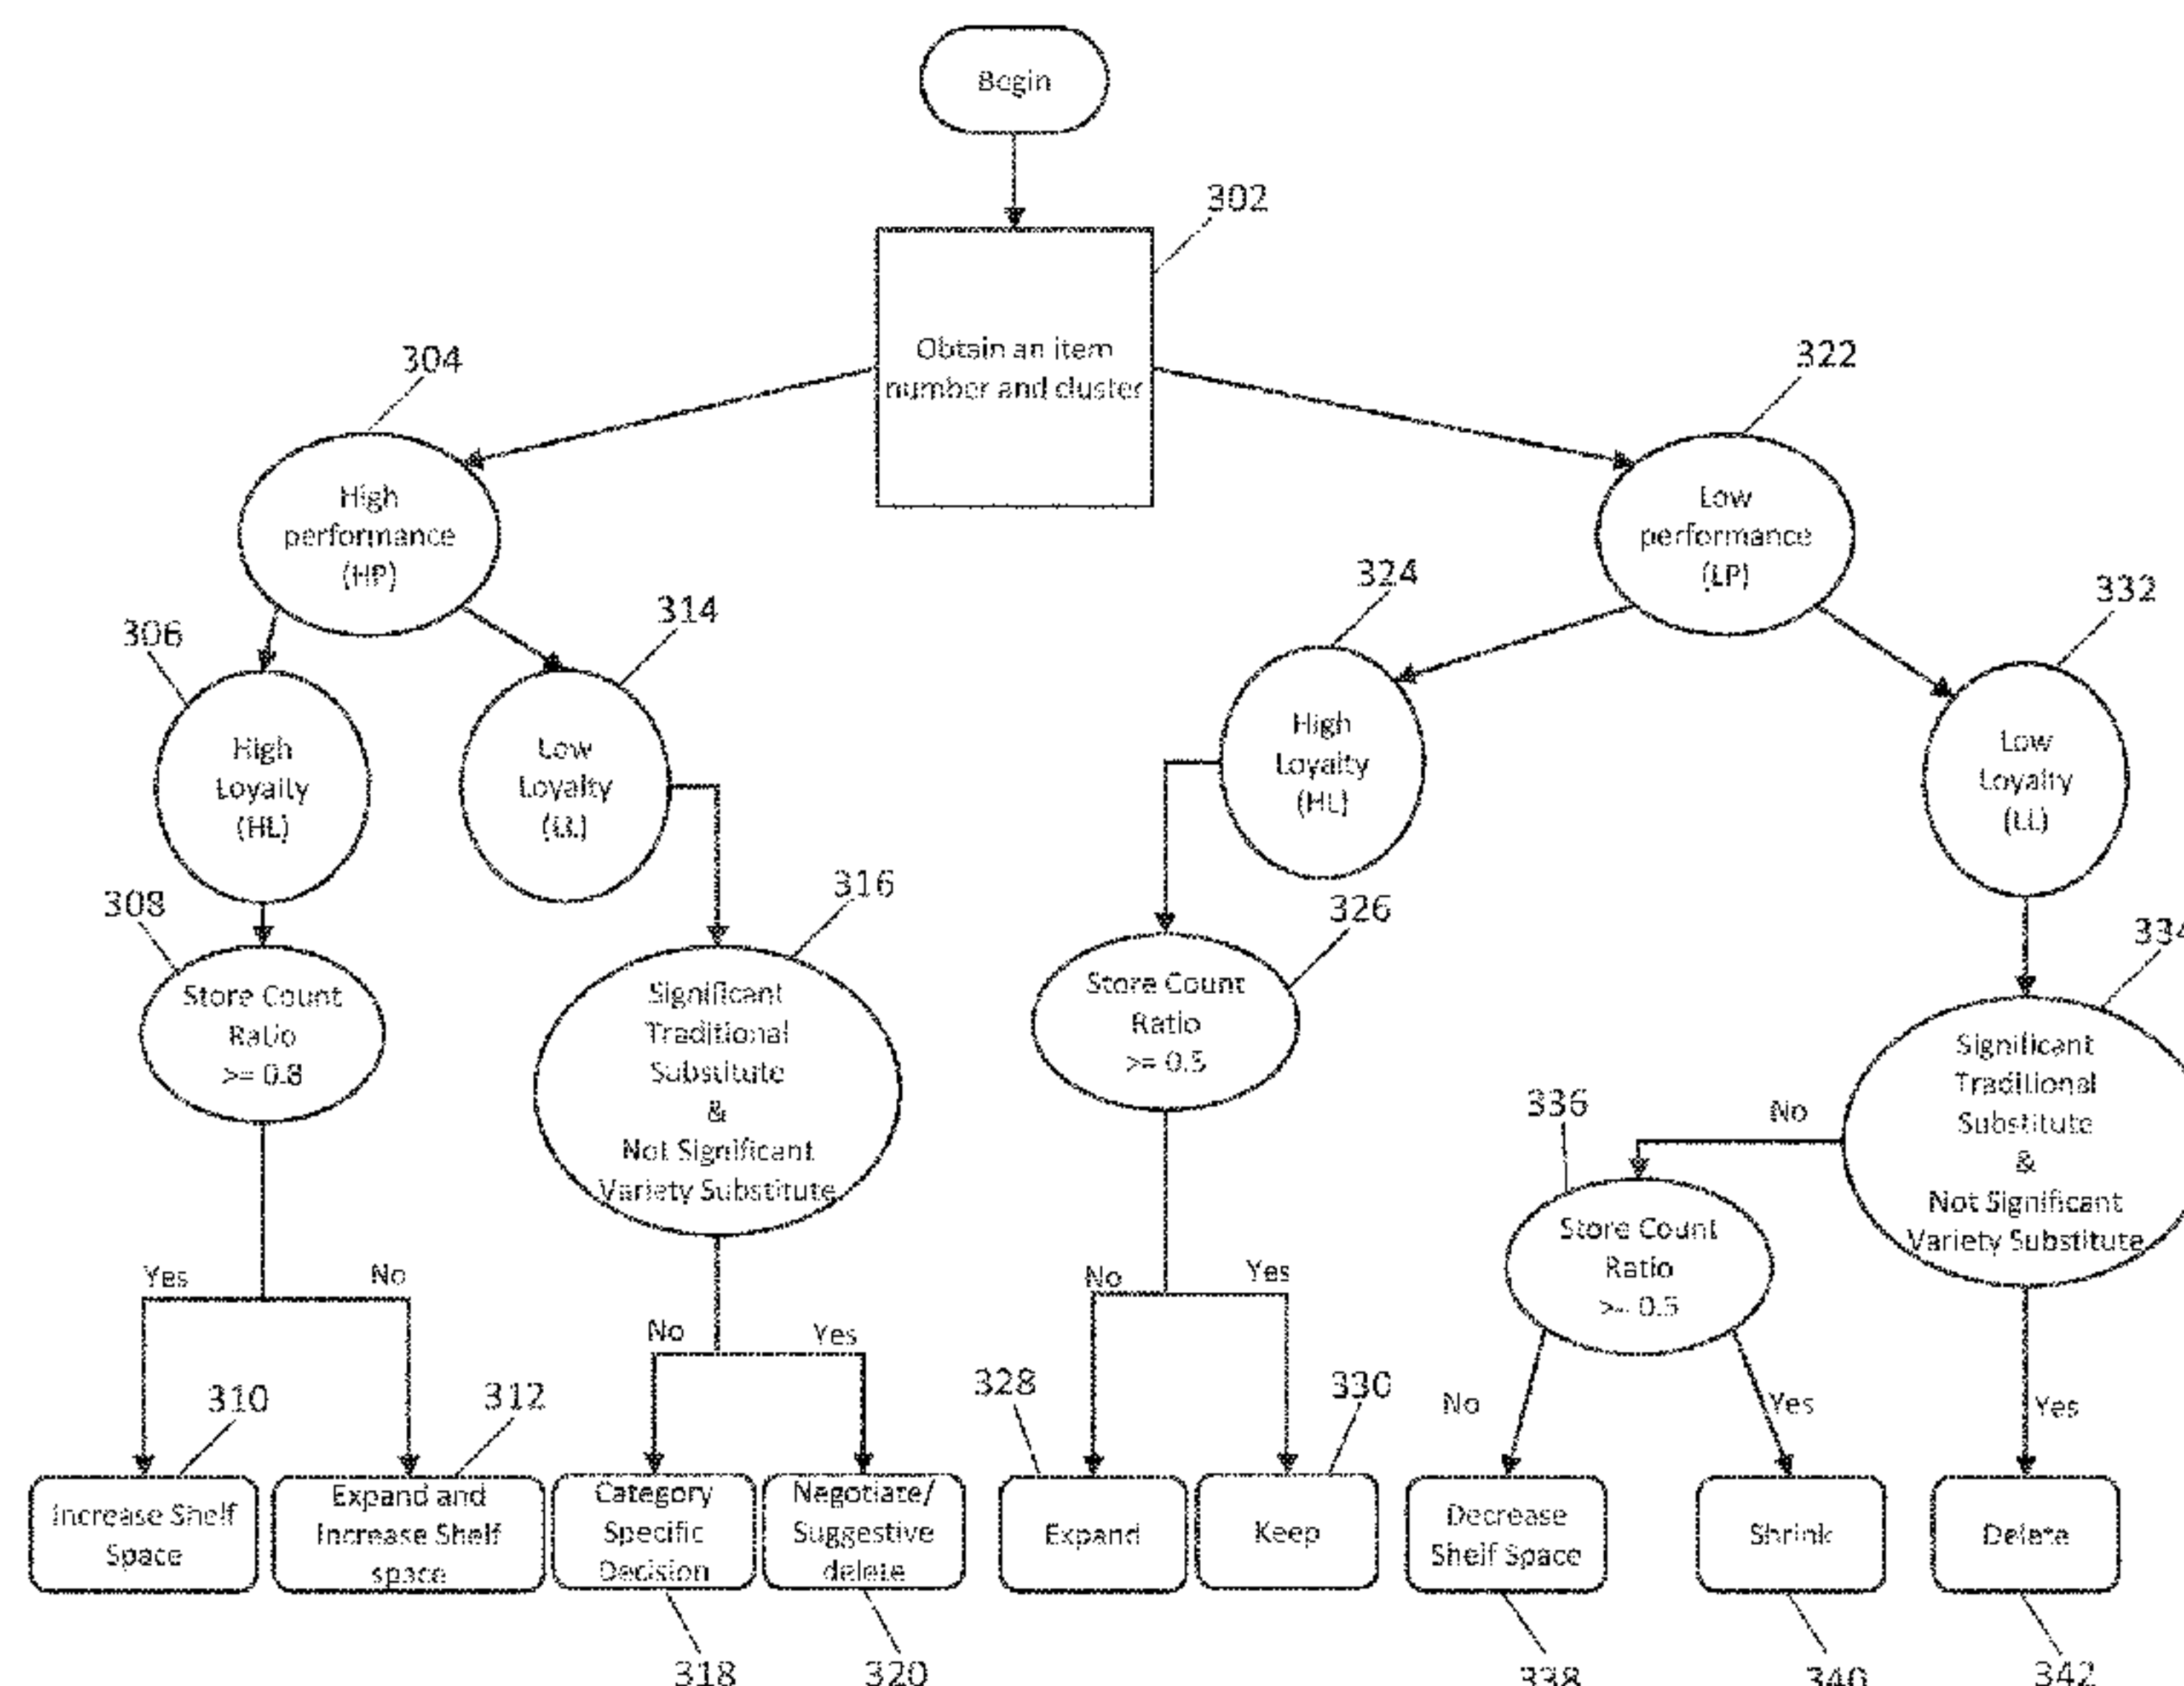 Begin
302
Obtain an item
number and cluster
304
High
performance
(HP)
322
Low
performance
(LP)
306
High
Loyalty
(HL)
314
Low
Loyalty
(LL)
324
High
Loyalty
(HL)
332
Low
Loyalty
(LL)
308
Store Count
Ratio
>= 0.8
316
Significant
Traditional
Substitute
&
Not Significant
Variety Substitute
326
Store Count
Ratio
>= 0.5
334
Significant
Traditional
Substitute
&
Not Significant
Variety Substitute
No
336
Store Count
Ratio
>= 0.5
Yes
No
No
Yes
No
Yes
No
Yes
Yes
310
Increase Shelf
Space
312
Expand and
Increase Shelf
space
Category
Specific
Decision
318
Negotiate/
Suggestive
delete
320
328
Expand
330
Keep
Decrease
Shelf Space
338
Shrink
340
Delete
342